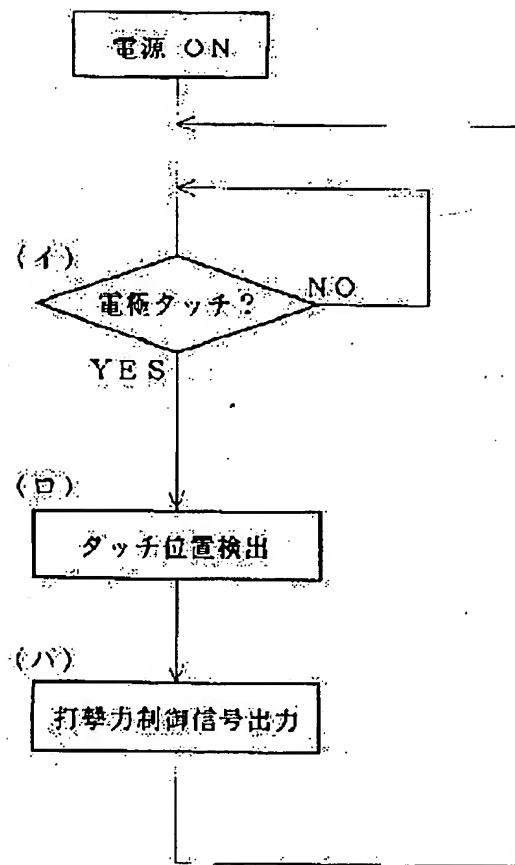 電源 ON
(イ)
電極タッチ?
NO
YES
(ロ)
タッチ位置検出
(ハ)
打撃力制御信号出力